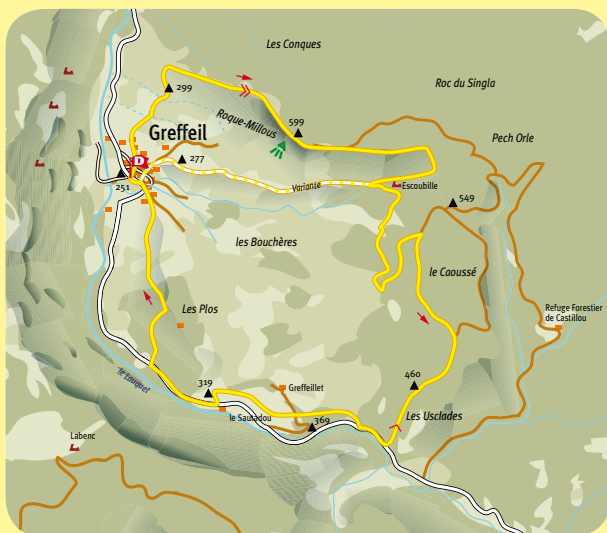 Les Conques
Roc du Singla
299
Roque-Millous
599
Pech Orle
Greffeil
D
277
251
Variante
Escoubille
549
les Bouchères
le Caoussé
Les Plos
Refuge Forestier
de Castillou
le Lauquet
319
Greffeillet
460
le Sautadou
369
Les Usclades
Labenc